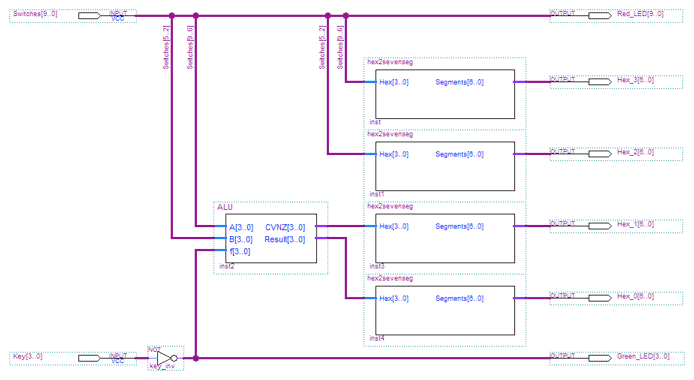 Switches[9..0]
INPUT
VCC
OUTPUT
Red_LED[9..0]
Switches[5..2]
Switches[9..6]
Switches[5..2]
Switches[9..6]
hex2sevenseg
Hex[3..0] Segments[6..0]
inst
OUTPUT
Hex_3[6..0]
hex2sevenseg
Hex[3..0] Segments[6..0]
inst1
OUTPUT
Hex_2[6..0]
ALU
A[3..0] CVNZ[3..0]
B[3..0] Result[3..0]
f[3..0]
inst2
hex2sevenseg
Hex[3..0] Segments[6..0]
inst3
OUTPUT
Hex_1[6..0]
hex2sevenseg
Hex[3..0] Segments[6..0]
inst4
OUTPUT
Hex_0[6..0]
Key[3..0]
INPUT
VCC
NOT
key_inv
OUTPUT
Green_LED[3..0]